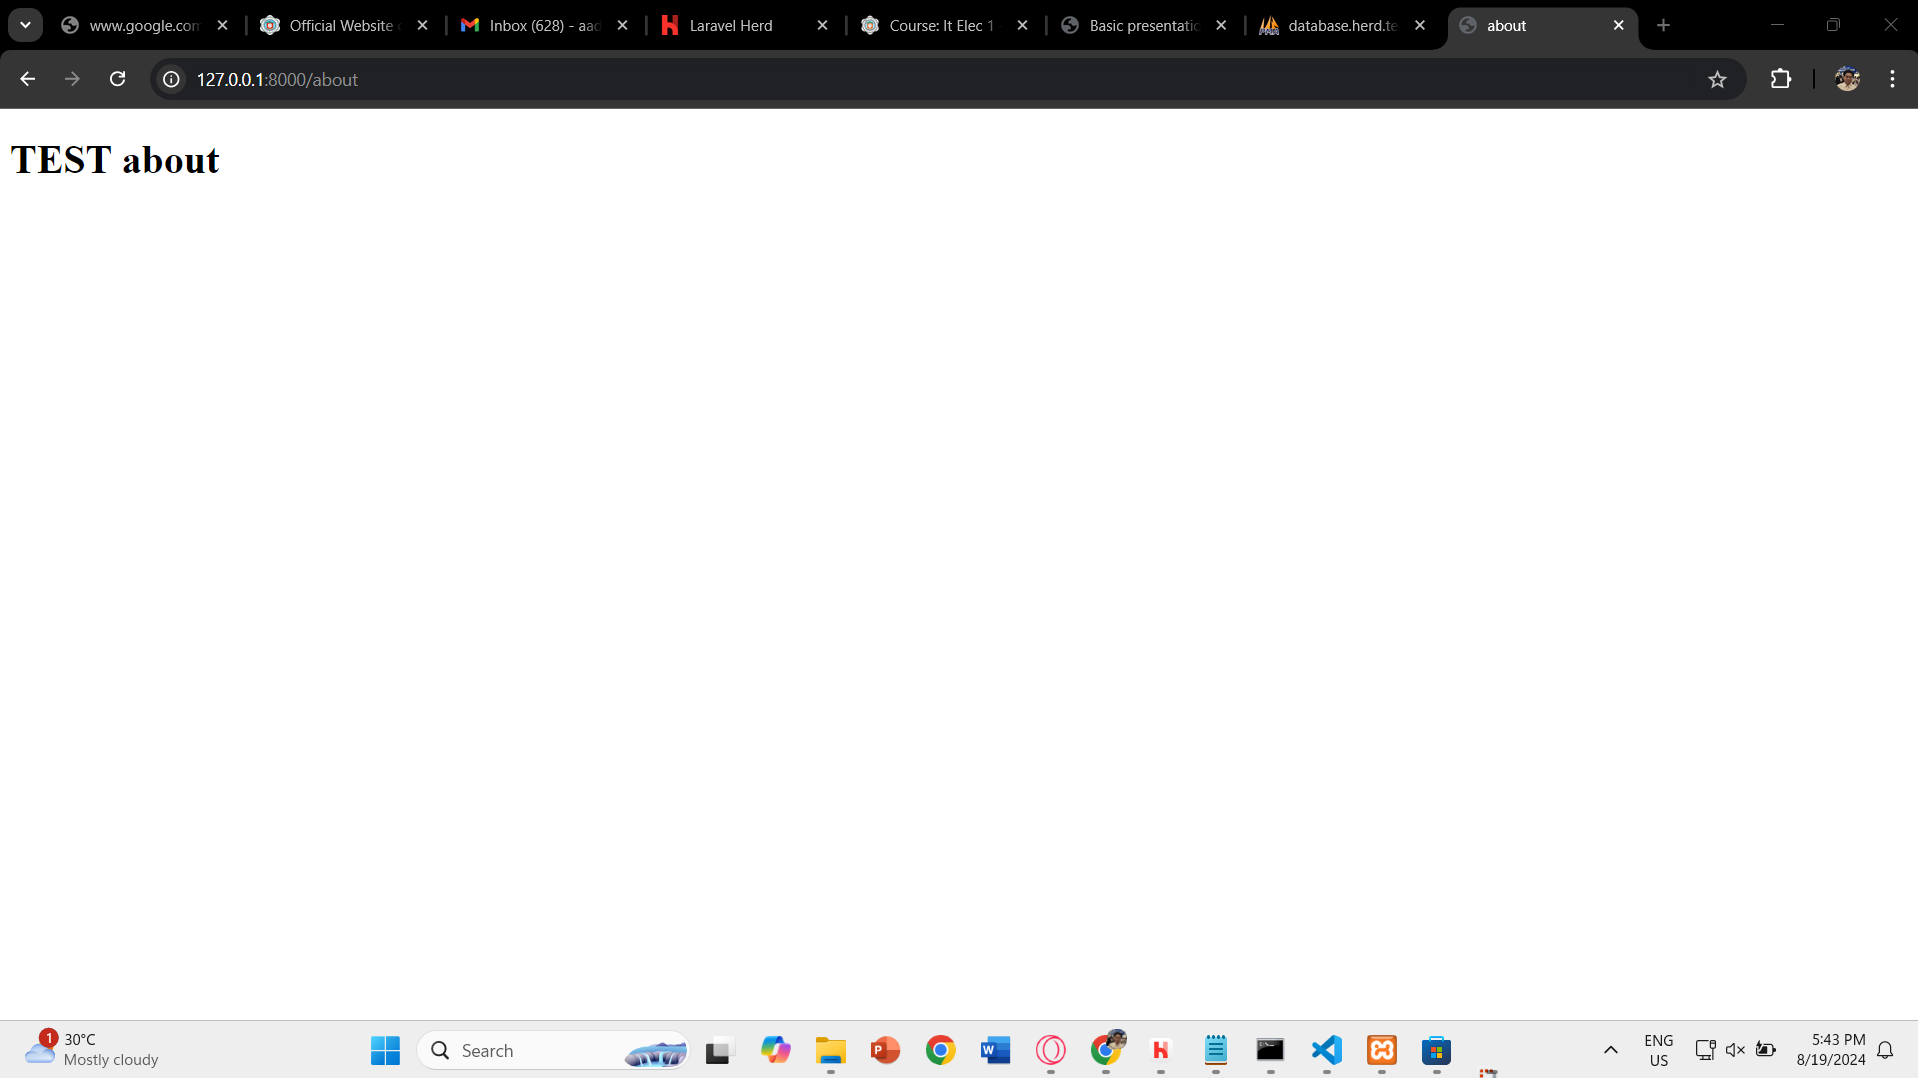 www.google.com
Official Website
Inbox (628) - aad
Laravel Herd
Course: It Elec 1
Basic presentatio
database.herd.te
about
127.0.0.1:8000/about
TEST about
1
30°C
Mostly cloudy
Search
ENG
US
5:43 PM
8/19/2024